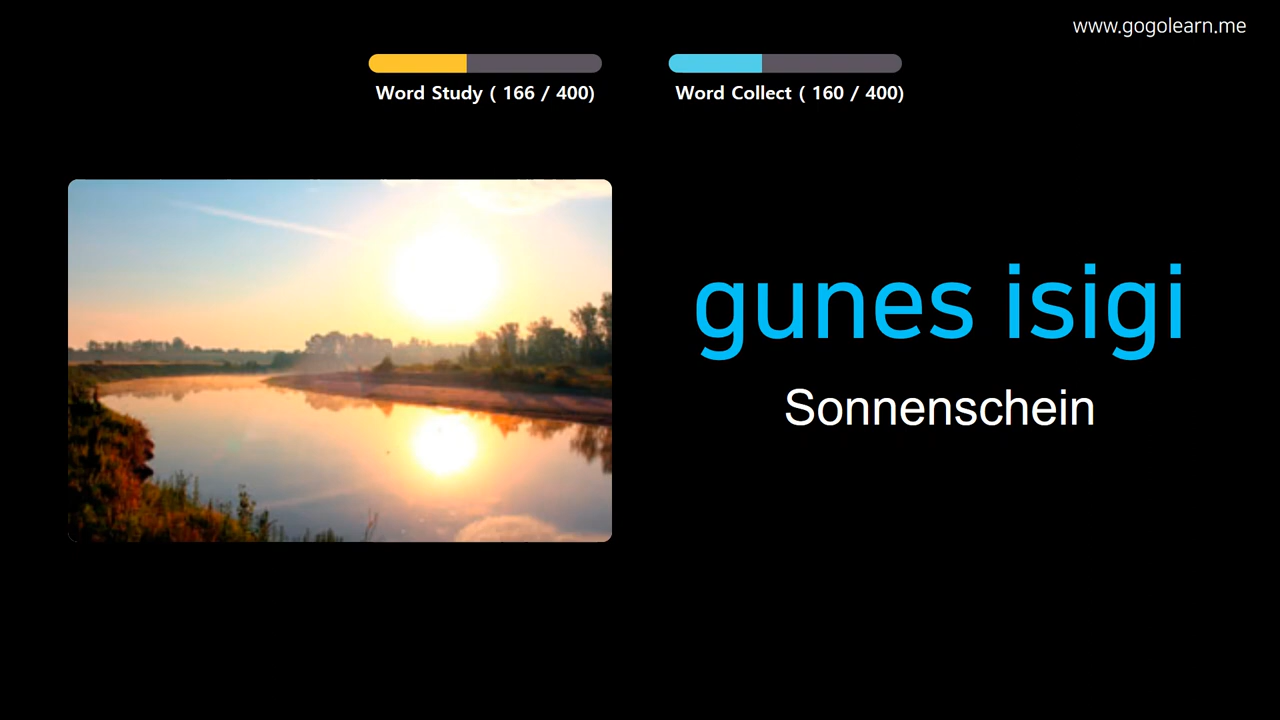 www.gogolearn.me
Word Study ( 166 / 400)
Word Collect ( 160 / 400)
gunes isigi
Sonnenschein